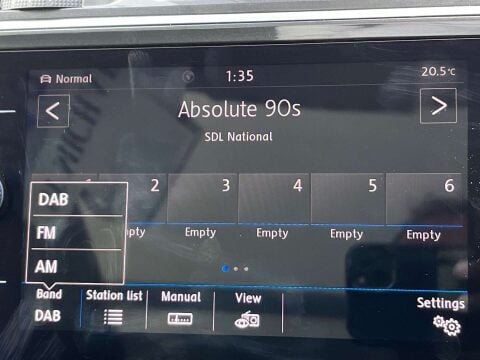 Normal
1:35
20.5°C
<
Absolute 90s
>
SDL National
2
3
4
5
6
Empty
Empty
Empty
Empty
DAB
FM
AM
Band
DAB
Station list
Manual
View
Settings